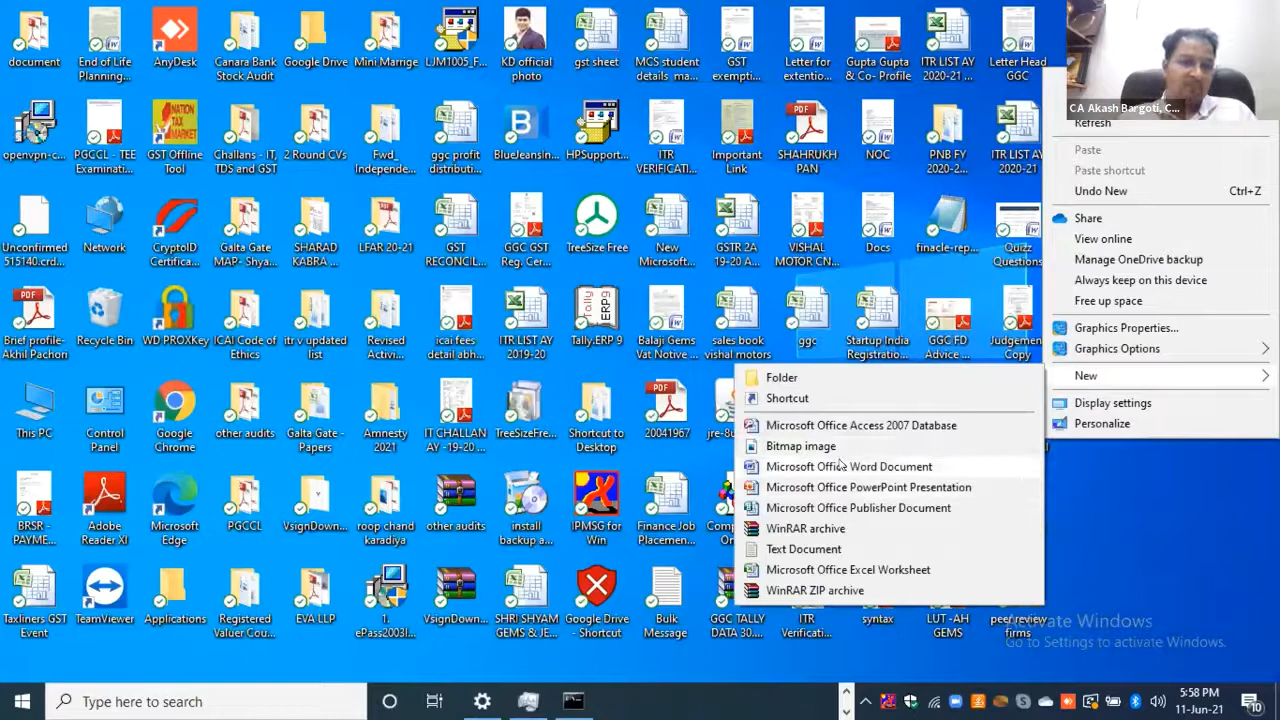 document
End of Life
Planning...
AnyDesk
Canara Bank
Stock Audit
Google Drive
Mini Marrige
LJM1005_F...
KD official
photo
gst sheet
MCS student
details ma...
GST
exempti...
Letter for
extentio...
Gupta Gupta
& Co- Profile
ITR LIST AY
2020-21 ...
Letter Head
GGC
CA Akash Bargoti, C...
openvpn-c...
PGCCL - TEE
Examinati...
GST Offline
Tool
Challans - IT,
TDS and GST
2 Round CVs
Fwd_
Independe...
ggc profit
distributi...
BlueJeansin...
HPSupport...
ITR
VERIFICATI...
Important
Link
SHAHRUKH
PAN
NOC
PNB FY
2020-2...
ITR LIST AY
2020-21
Refresh
Paste
Paste shortcut
Undo New Ctrl+Z
Share
View online
Manage OneDrive backup
Always keep on this device
Free up space
Graphics Properties...
Graphics Options
New
Display settings
Personalize
Unconfirmed
515140.crd...
Network
CryptoID
Certifica...
Galta Gate
MAP- Shya...
SHARAD
KABRA
LFAR 20-21
GST
RECONCIL...
GGC GST
Reg. Cer...
TreeSize Free
New
Microsoft...
GSTR 2A
19-20 A...
VISHAL
MOTOR CN...
Docs
finacle-rep...
Quizz
Questions
Brief profile-
Akhil Pachori
Recycle Bin
WD PROXKey
ICAI Code of
Ethics
itr v updated
list
Revised
Activi...
icai fees
detail abh...
ITR LIST AY
2019-20
Tally.ERP 9
Balaji Gems
Vat Notive ...
sales book
vishal motors
ggc
Startup India
Registratio...
GGC FD
Advice ...
Judgement
Copy
Folder
Shortcut
Microsoft Office Access 2007 Database
Bitmap image
Microsoft Office Word Document
Microsoft Office PowerPoint Presentation
Microsoft Office Publisher Document
WinRAR archive
Text Document
Microsoft Office Excel Worksheet
WinRAR ZIP archive
This PC
Control
Panel
Google
Chrome
other audits
Galta Gate -
Papers
Amnesty
2021
IT CHALLAN
AY -19-20 ...
TreeSizeFre...
Shortcut to
Desktop
20041967
BRSR -
PAYME...
Adobe
Reader XI
Microsoft
Edge
PGCCL
VsignDown...
roop chand
karadiya
other audits
install
backup a...
IPMSG for
Win
Finance Job
Placemen...
Taxliners GST
Event
TeamViewer
Applications
Registered
Valuer Cou...
EVA LLP
1.
ePass2003l...
VsignDown...
SHRI SHYAM
GEMS & JE...
Google Drive
- Shortcut
Bulk
Message
GGC TALLY
DATA 30....
ITR
Verificati...
syntax
LUT -AH
GEMS
peer review
firms
Activate Windows
Go to Settings to activate Windows.
Type here to search
5:58 PM
11-Jun-21
10